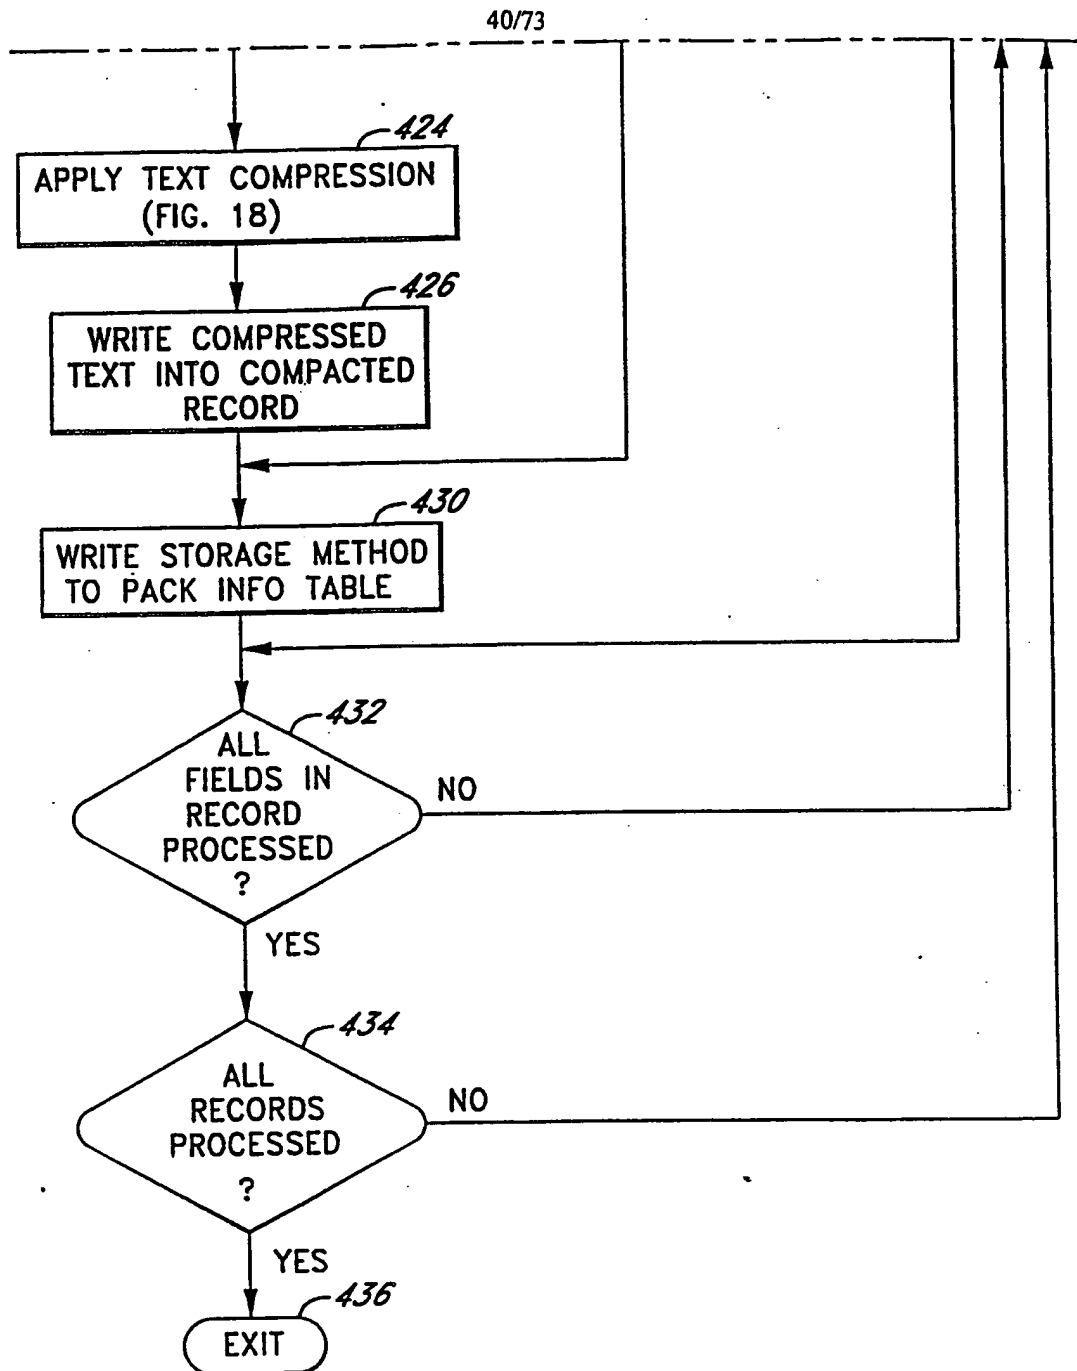 40/73
424
APPLY TEXT COMPRESSION
(FIG. 18)
426
WRITE COMPRESSED
TEXT INTO COMPACTED
RECORD
430
WRITE STORAGE METHOD
TO PACK INFO TABLE
432
ALL
FIELDS IN
RECORD
PROCESSED
?
NO
YES
434
ALL
RECORDS
PROCESSED
?
NO
YES
436
EXIT